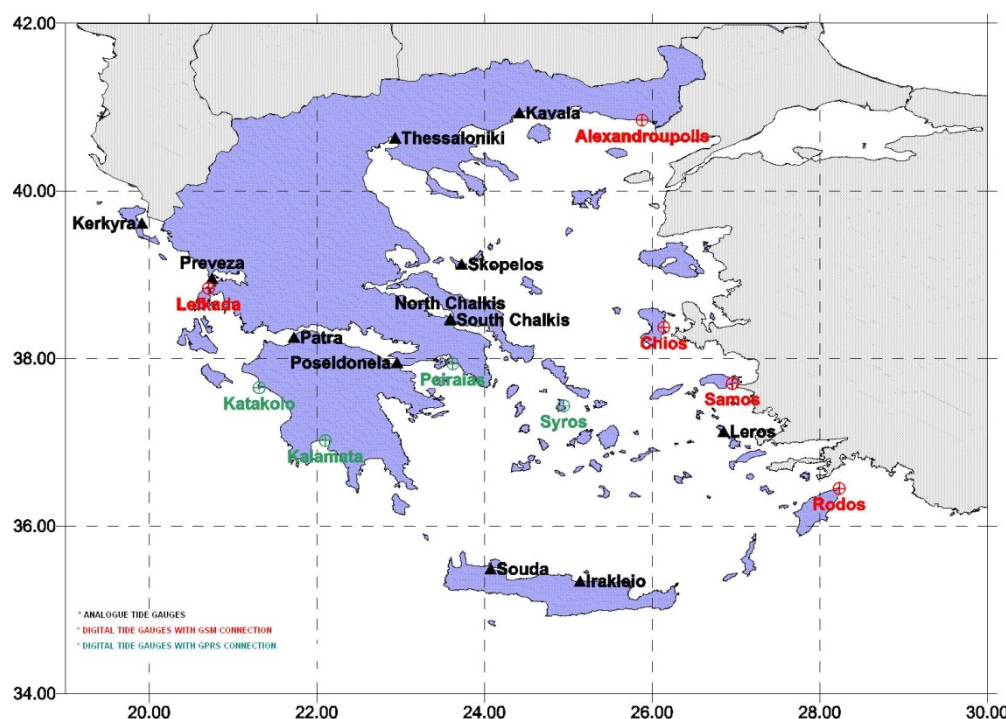 42.00
Kavala
Alexandroupolis
Thessaloniki
40.00
Kerkyra
Preveza
Skopelos
Lefkada
North Chalkis
South Chalkis
Chios
Patra
38.00
Poseidoneia
Peiraias
Katakolo
Syros
Samos
Leros
Kalamata
Rodos
36.00
Souda
Irakleio
* ANALOGUE TIDE GAUGES
* DIGITAL TIDE GAUGES WITH GSM CONNECTION
* DIGITAL TIDE GAUGES WITH GPRS CONNECTION
34.00
20.00 22.00 24.00 26.00 28.00 30.00